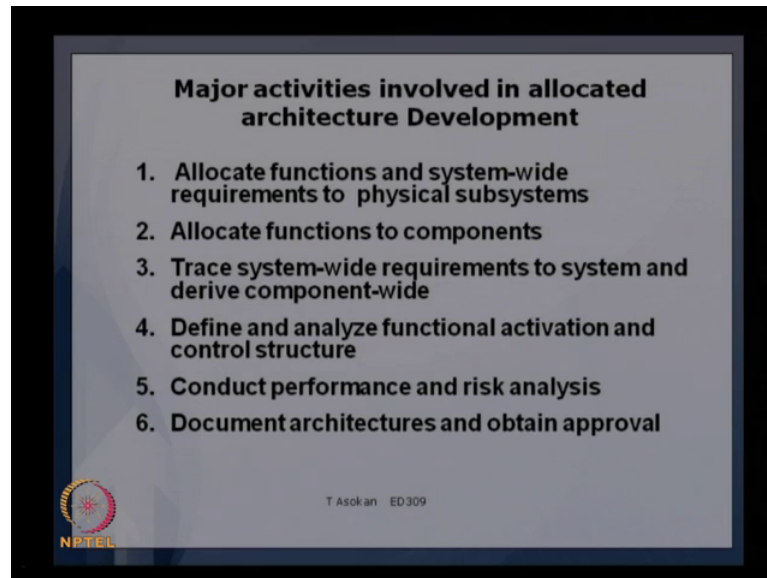 Major activities involved in allocated
architecture Development
1. Allocate functions and system-wide
requirements to physical subsystems
2. Allocate functions to components
3. Trace system-wide requirements to system and
derive component-wide
4. Define and analyze functional activation and
control structure
5. Conduct performance and risk analysis
6. Document architectures and obtain approval
T Asokan ED309
NPTEL